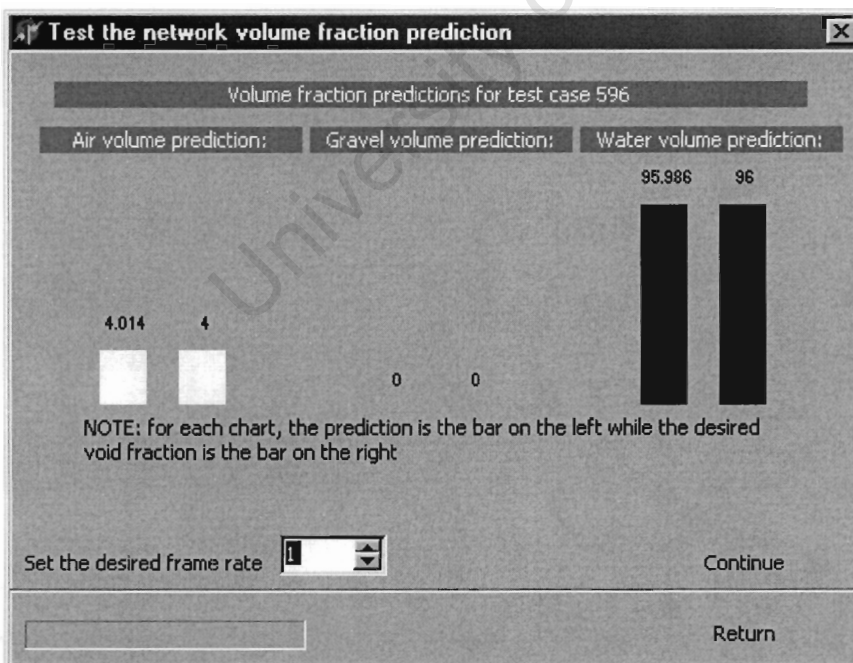 Test the network volume fraction prediction
Volume fraction predictions for test case 596
Air volume prediction: Gravel volume prediction: Water volume prediction:
95.986 96
4.014 4
0 0
NOTE: for each chart, the prediction is the bar on the left while the desired
void fraction is the bar on the right
Set the desired frame rate 1 Continue
Return
University